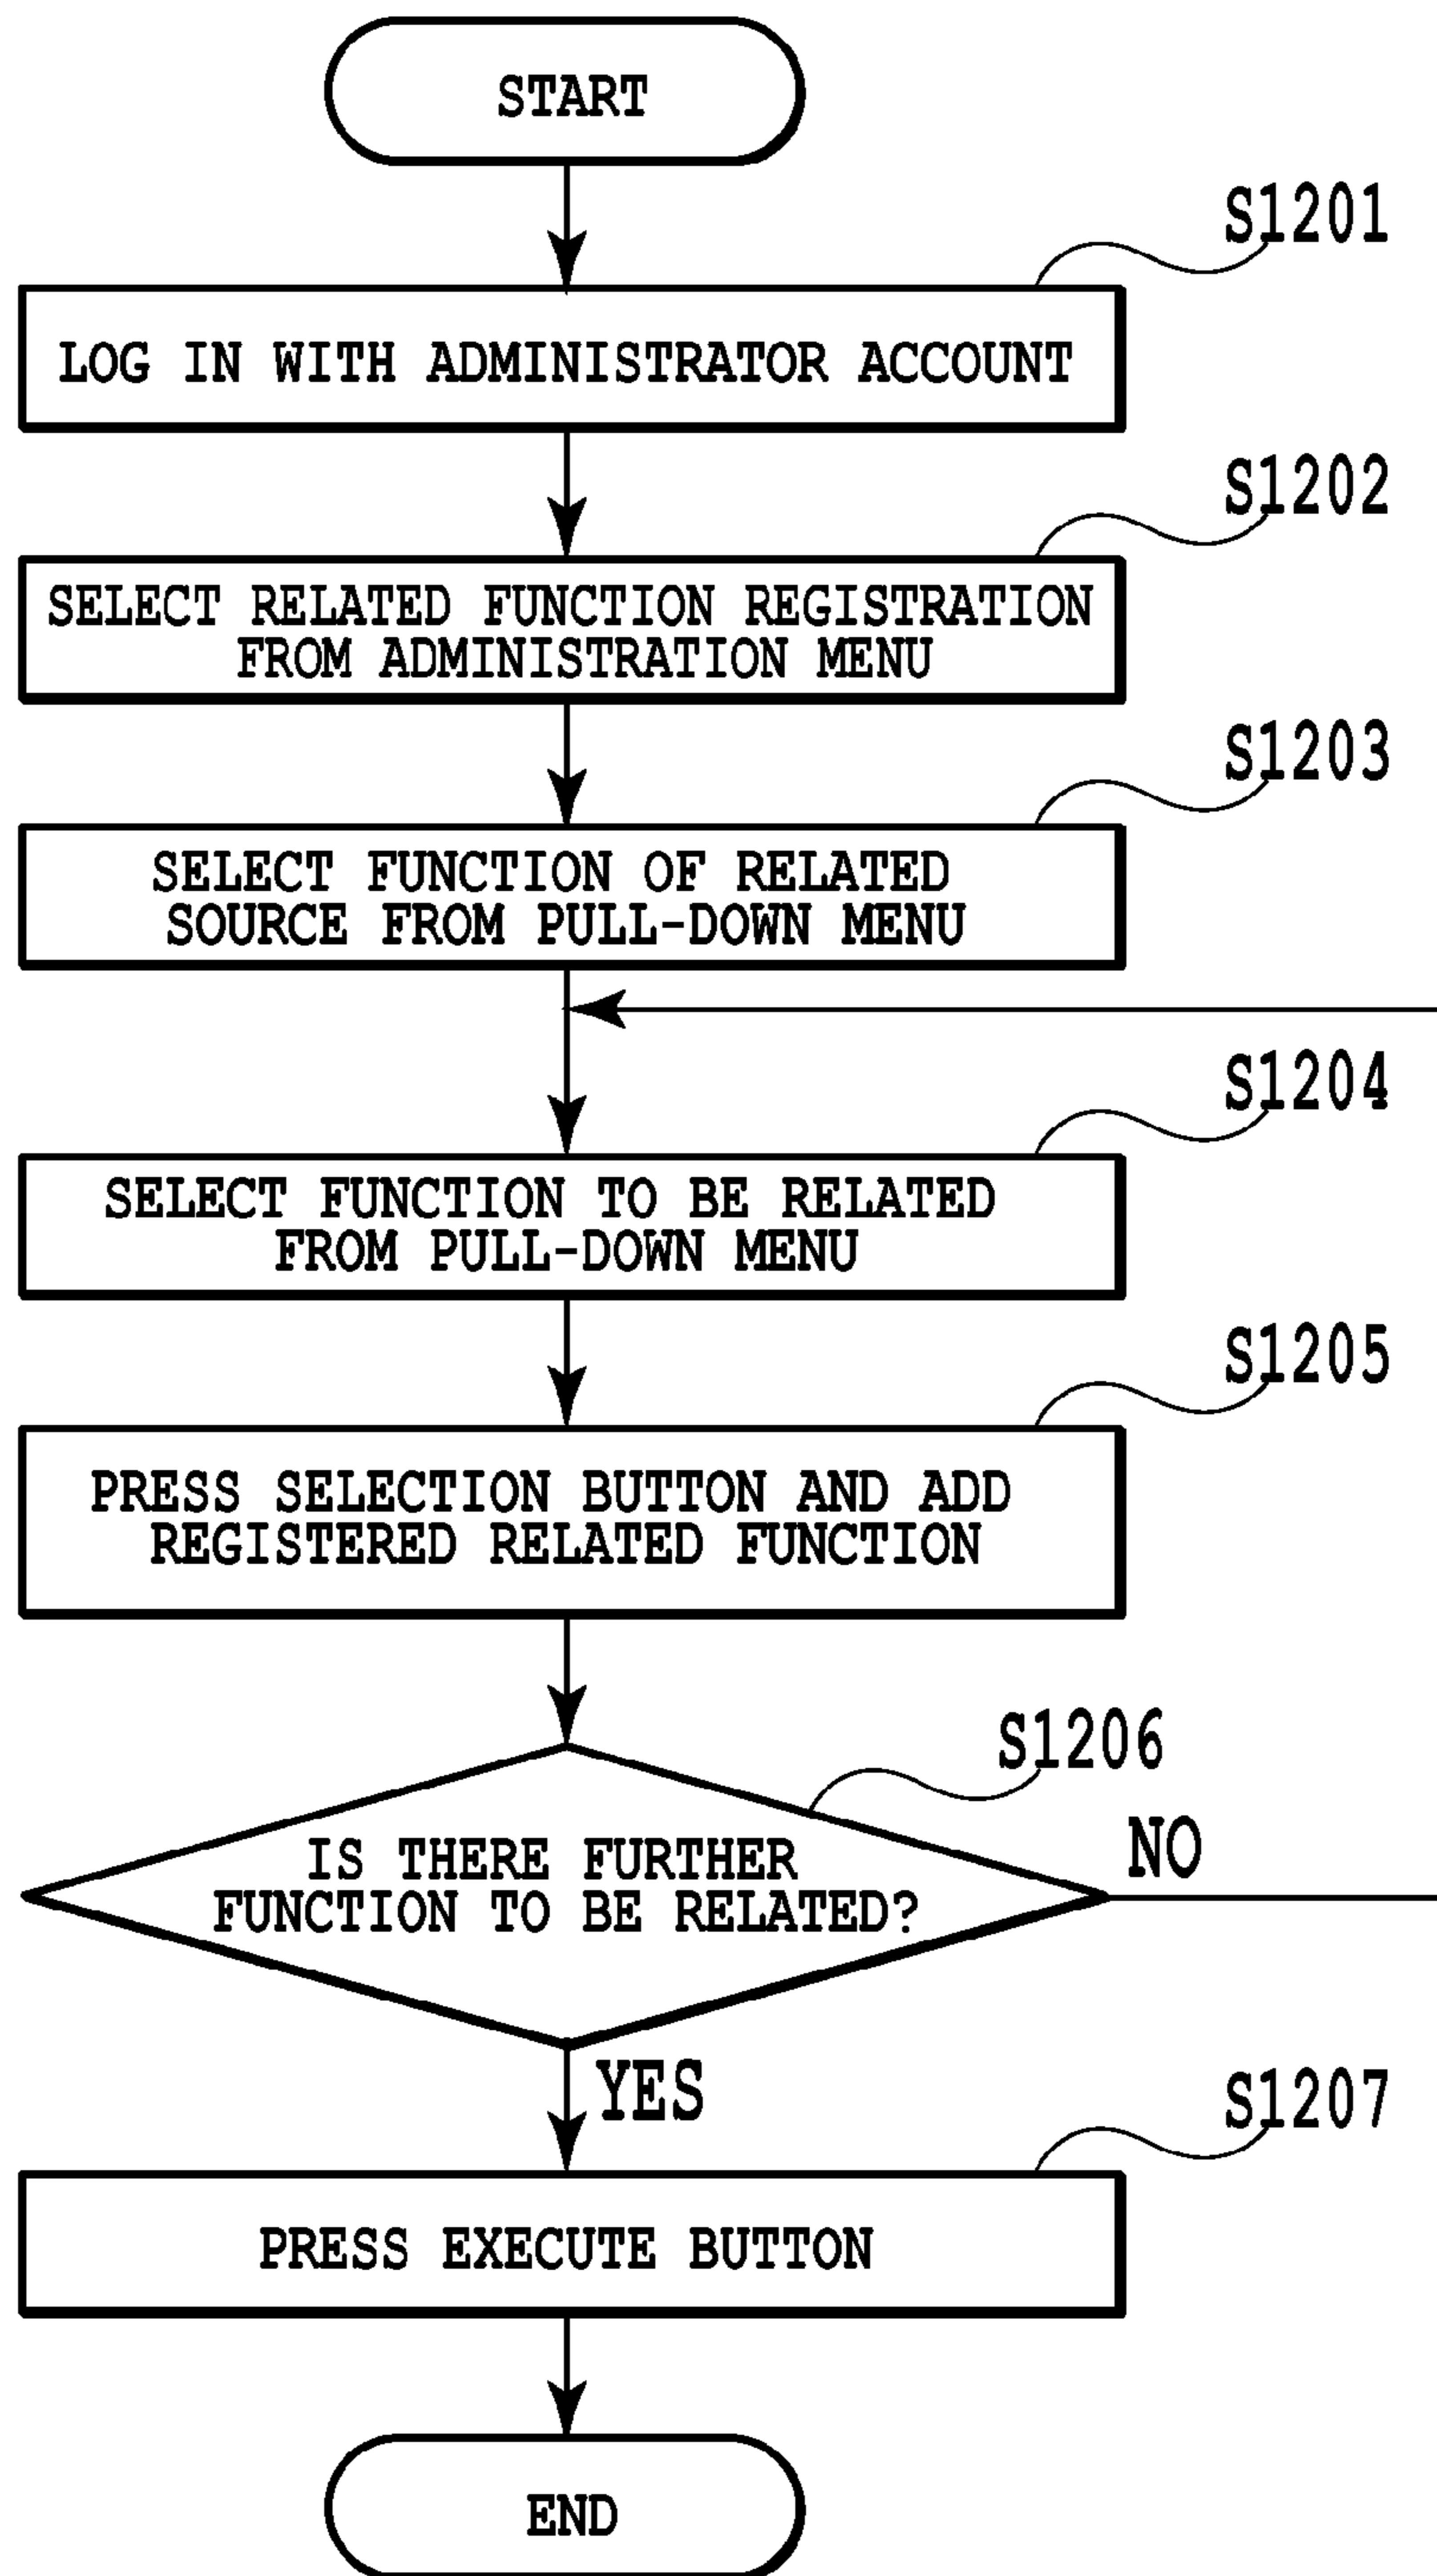 START
S1201
LOG IN WITH ADMINISTRATOR ACCOUNT
S1202
SELECT RELATED FUNCTION REGISTRATION
FROM ADMINISTRATION MENU
S1203
SELECT FUNCTION OF RELATED
SOURCE FROM PULL-DOWN MENU
S1204
SELECT FUNCTION TO BE RELATED
FROM PULL-DOWN MENU
S1205
PRESS SELECTION BUTTON AND ADD
REGISTERED RELATED FUNCTION
S1206
IS THERE FURTHER
FUNCTION TO BE RELATED?
NO
YES
S1207
PRESS EXECUTE BUTTON
END